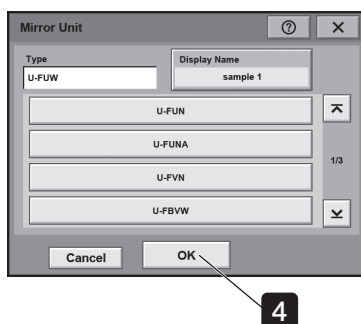 Mirror Unit ?
Type
Display Name
U-FUW
sample 1
U-FUN
U-FUNA
1/3
U-FVN
U-FBVW
Cancel
OK
4